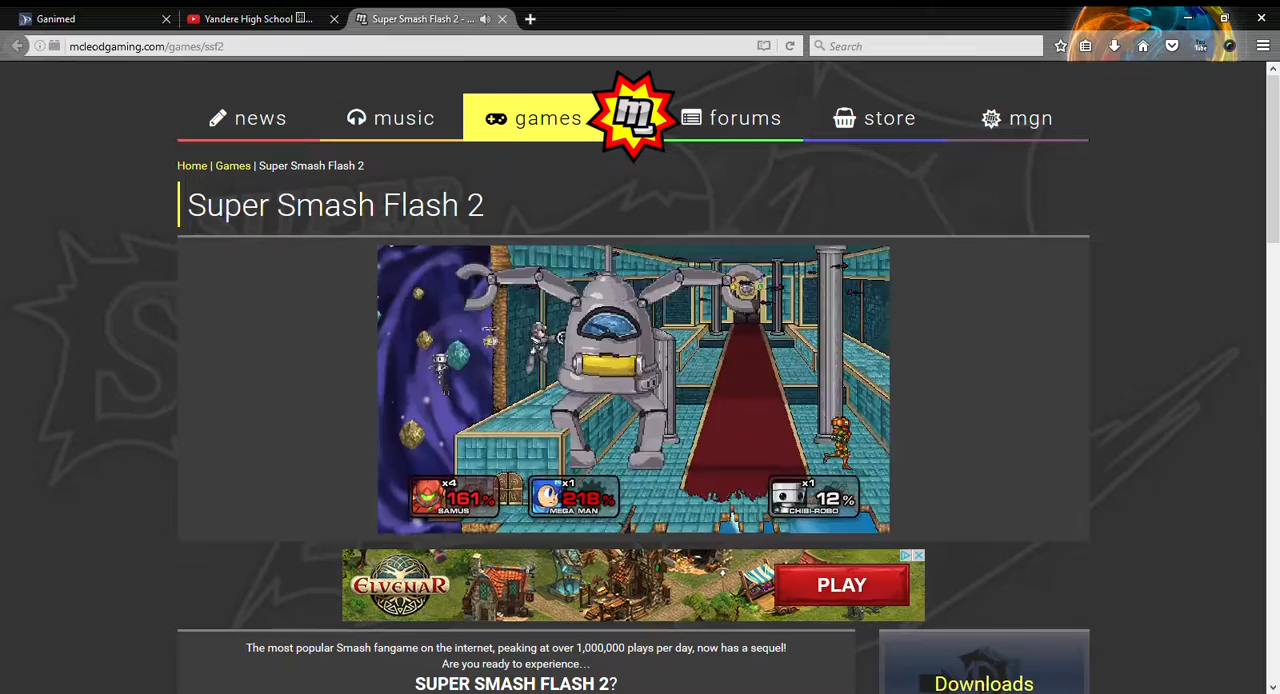 Ganimed
Yandere High School ...
Super Smash Flash 2 - ...
mcleodgaming.com/games/ssf2
Search
You Tube
news
music
games
m
forums
store
mgn
Home | Games | Super Smash Flash 2
Super Smash Flash 2
x4
161%
SAMUS
x1
218%
MEGA MAN
x1
12%
CHIBI-ROBO
ELVENAR
PLAY
The most popular Smash fangame on the internet, peaking at over 1,000,000 plays per day, now has a sequel!
Are you ready to experience...
SUPER SMASH FLASH 2?
Downloads